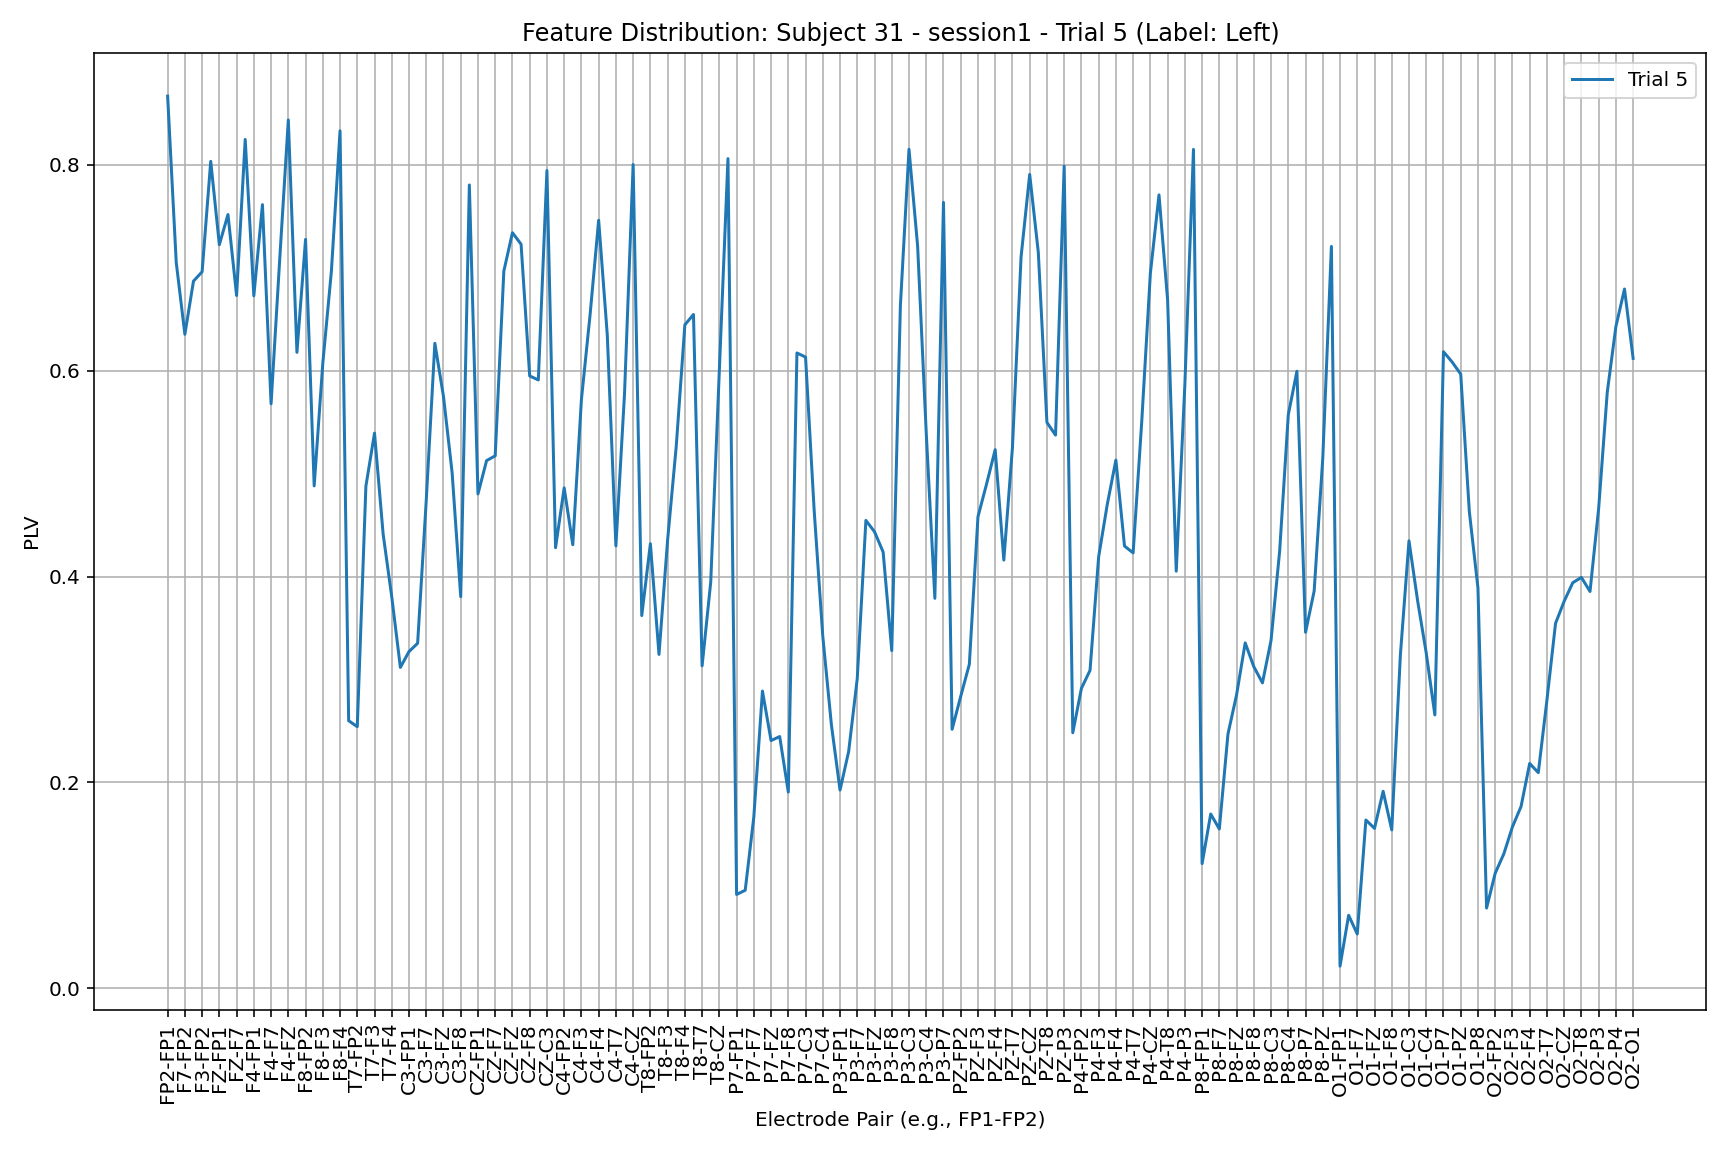 Feature Distribution: Subject 31 - session1 - Trial 5 (Label: Left)
Trial 5
PLV
0.8
0.6
0.4
0.2
0.0
FP2-FP1
F7-FP2
F3-FP2
FZ-FP1
FZ-F7
F4-FP1
F4-F7
F4-FZ
F8-FP2
F8-F3
F8-F4
T7-FP2
T7-F3
T7-F4
C3-FP1
C3-F7
C3-FZ
C3-F8
CZ-FP1
CZ-F7
CZ-FZ
CZ-F8
CZ-C3
C4-FP2
C4-F3
C4-F4
C4-T7
C4-CZ
T8-FP2
T8-F3
T8-F4
T8-T7
T8-CZ
P7-FP1
P7-F7
P7-FZ
P7-F8
P7-C3
P7-C4
P3-FP1
P3-F7
P3-FZ
P3-F8
P3-C3
P3-C4
P3-P7
PZ-FP2
PZ-F3
PZ-F4
PZ-T7
PZ-CZ
PZ-T8
PZ-P3
P4-FP2
P4-F3
P4-F4
P4-T7
P4-CZ
P4-T8
P4-P3
P8-FP1
P8-F7
P8-FZ
P8-F8
P8-C3
P8-C4
P8-P7
P8-PZ
O1-FP1
O1-F7
O1-FZ
O1-F8
O1-C3
O1-C4
O1-P7
O1-PZ
O1-P8
O2-FP2
O2-F3
O2-F4
O2-T7
O2-CZ
O2-T8
O2-P3
O2-P4
O2-O1
Electrode Pair (e.g., FP1-FP2)